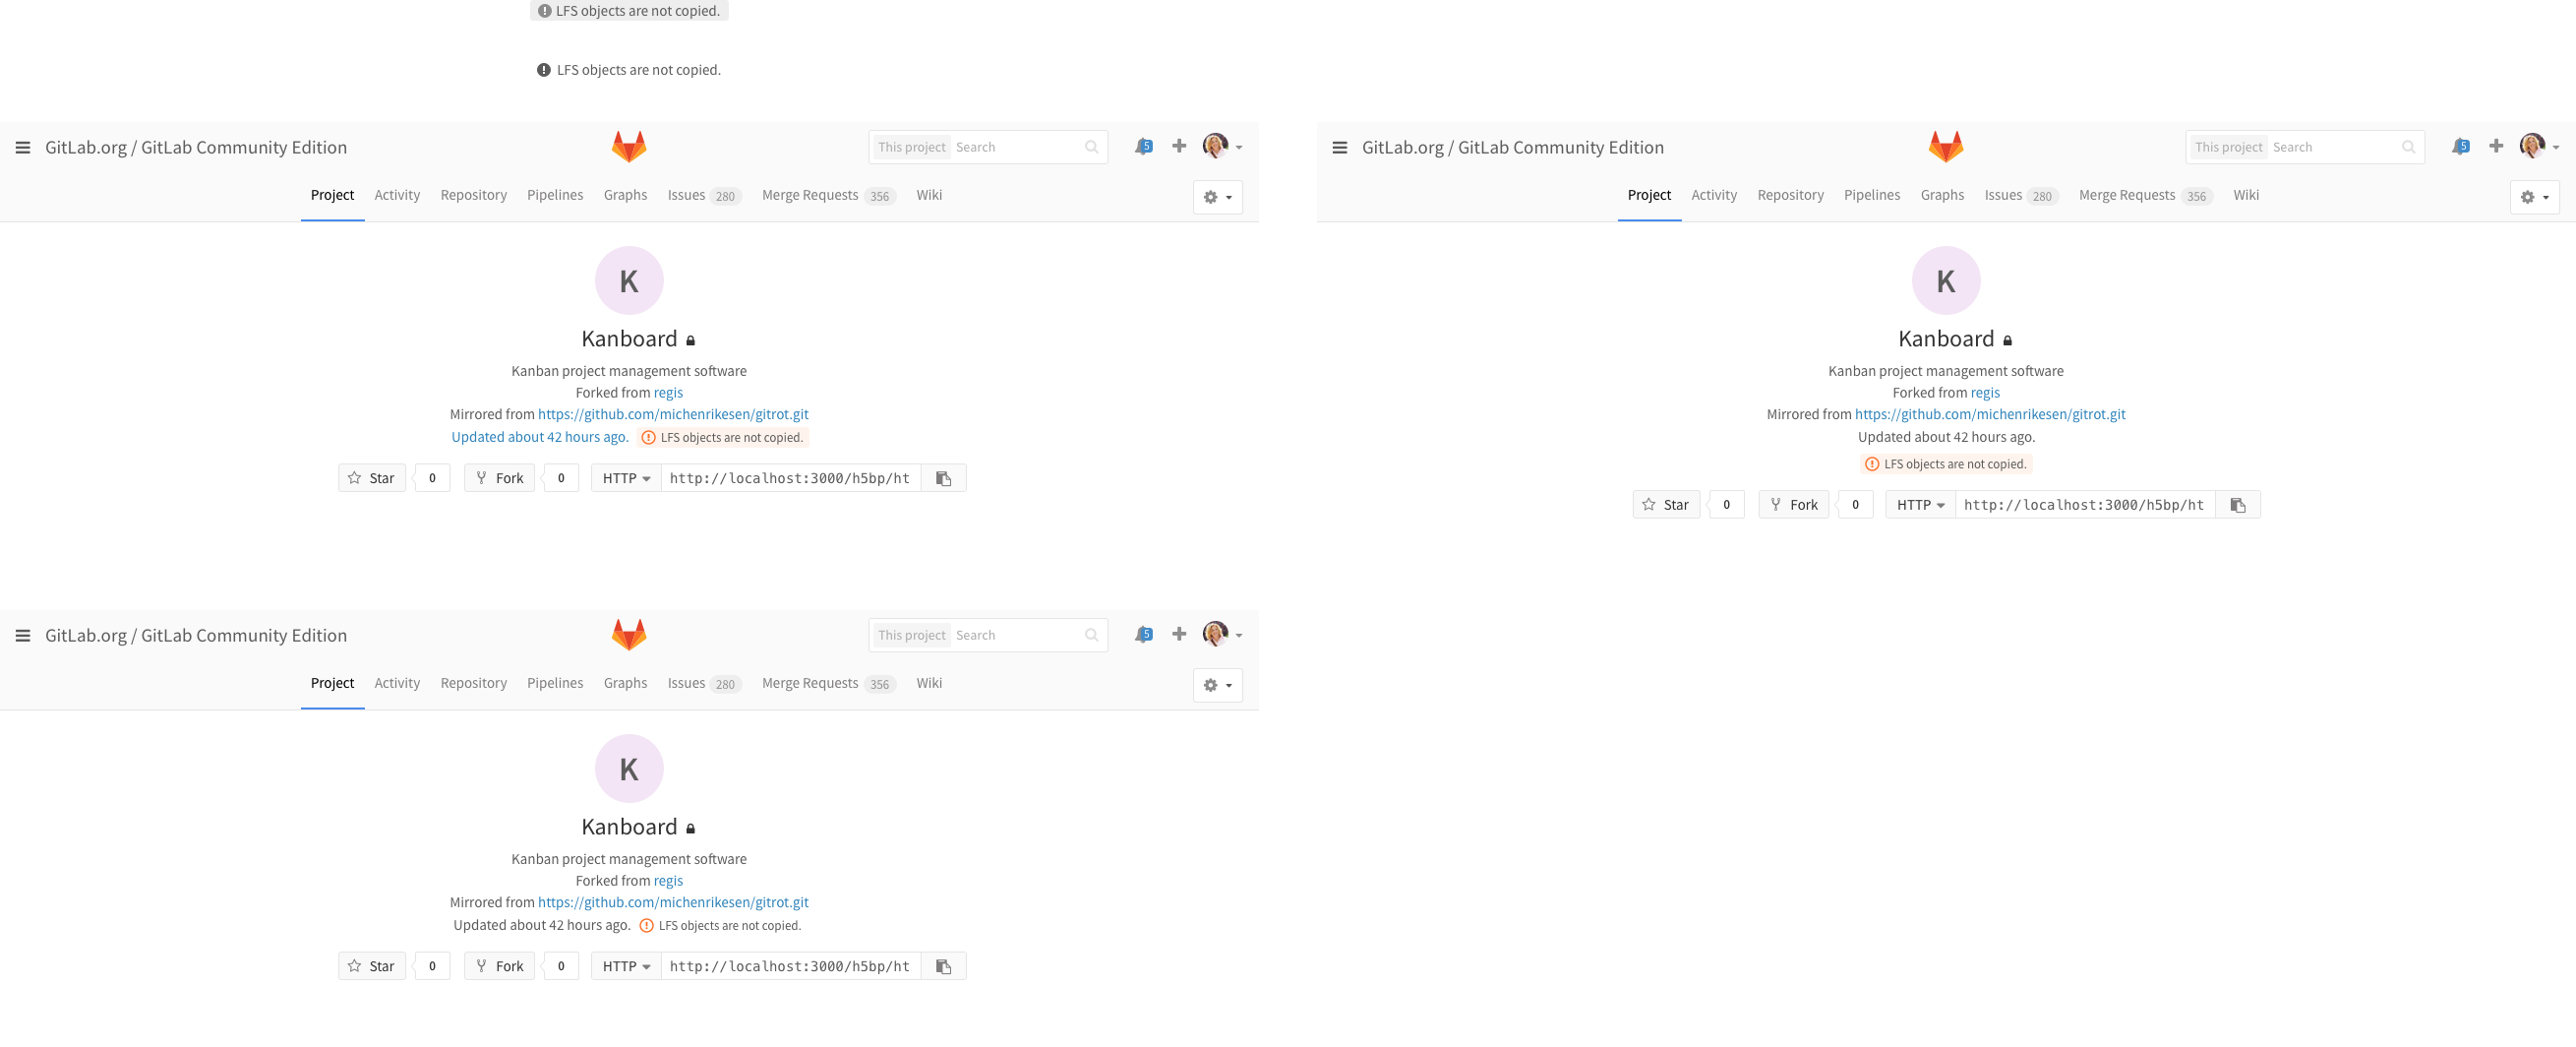 LFS objects are not copied.
LFS objects are not copied.
GitLab.org / GitLab Community Edition
This project Search
5
Project Activity Repository Pipelines Graphs Issues 280 Merge Requests 356 Wiki
K
Kanboard
Kanban project management software
Forked from regis
Mirrored from https://github.com/michenrikesen/gitrot.git
Updated about 42 hours ago. LFS objects are not copied.
Star 0 Fork 0 HTTP http://localhost:3000/h5bp/ht
GitLab.org / GitLab Community Edition
This project Search
5
Project Activity Repository Pipelines Graphs Issues 280 Merge Requests 356 Wiki
K
Kanboard
Kanban project management software
Forked from regis
Mirrored from https://github.com/michenrikesen/gitrot.git
Updated about 42 hours ago.
LFS objects are not copied.
Star 0 Fork 0 HTTP http://localhost:3000/h5bp/ht
GitLab.org / GitLab Community Edition
This project Search
5
Project Activity Repository Pipelines Graphs Issues 280 Merge Requests 356 Wiki
K
Kanboard
Kanban project management software
Forked from regis
Mirrored from https://github.com/michenrikesen/gitrot.git
Updated about 42 hours ago. LFS objects are not copied.
Star 0 Fork 0 HTTP http://localhost:3000/h5bp/ht